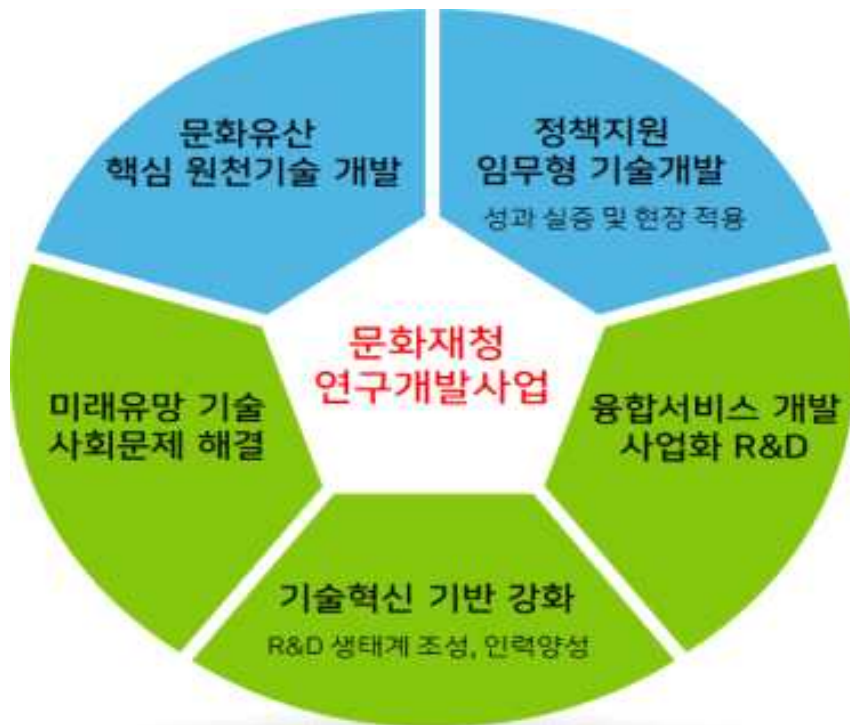 문화유산
핵심 원천기술 개발
정책지원
임무형 기술개발
성과 실증 및 현장 적용
문화재청
연구개발사업
미래유망 기술
사회문제 해결
융합서비스 개발
사업화 R&D
기술혁신 기반 강화
R&D 생태계 조성, 인력양성